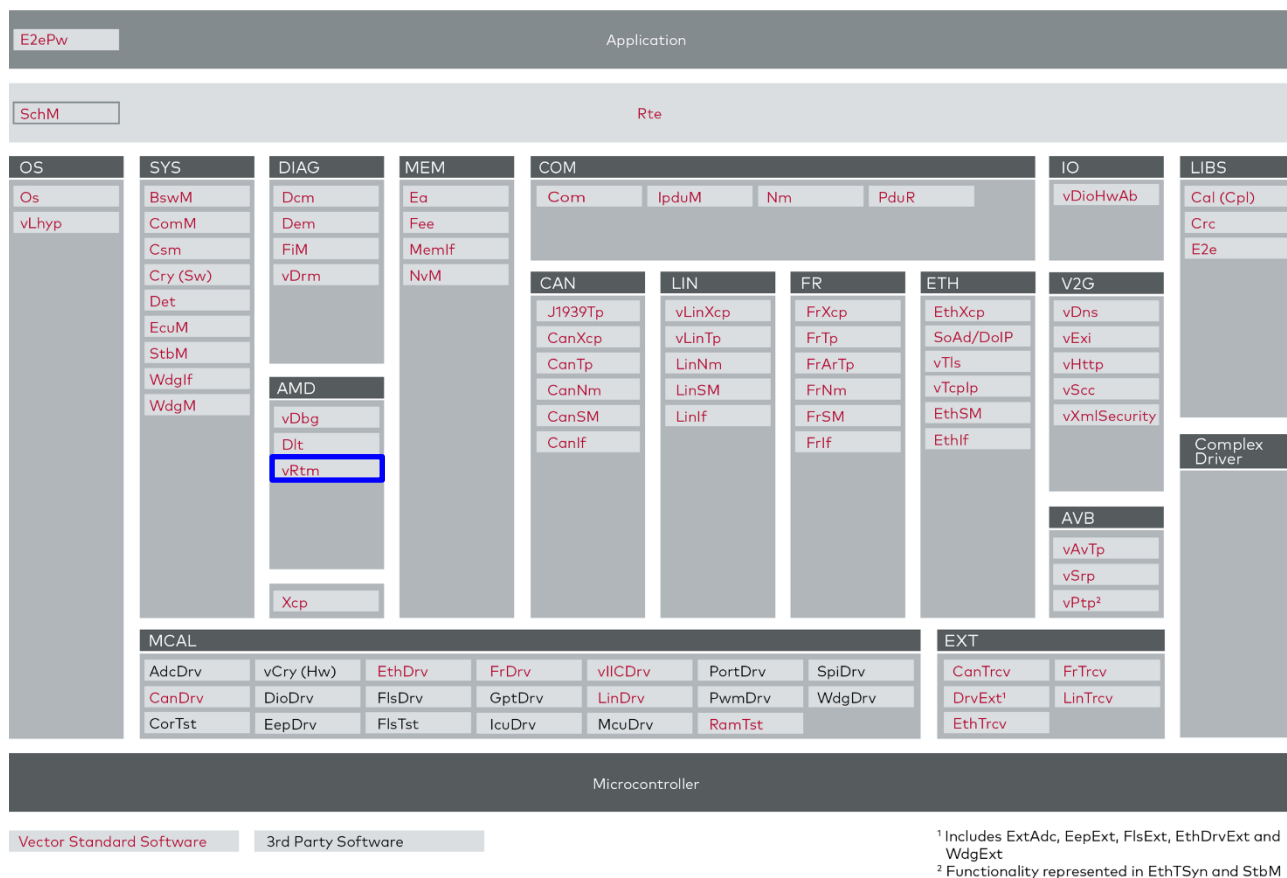 E2ePw
Application
SchM
Rte
OS
Os
vLhyp
SYS
BswM
ComM
Csm
Cry (Sw)
Det
EcuM
StbM
WdgIf
WdgM
DIAG
Dcm
Dem
FiM
vDrm
AMD
vDbg
Dlt
vRtm
Xcp
MEM
Ea
Fee
MemIf
NvM
COM
Com
IpduM
Nm
PduR
CAN
J1939Tp
CanXcp
CanTp
CanNm
CanSM
CanIf
LIN
vLinXcp
vLinTp
LinNm
LinSM
LinIf
FR
FrXcp
FrTp
FrArTp
FrNm
FrSM
FrIf
ETH
EthXcp
SoAd/DoIP
vTls
vTcpIp
EthSM
EthIf
IO
vDioHwAb
V2G
vDns
vExi
vHttp
vScc
vXmlSecurity
AVB
vAvTp
vSrp
vPtp²
LIBS
Cal (Cpl)
Crc
E2e
Complex
Driver
MCAL
AdcDrv
vCry (Hw)
EthDrv
FrDrv
vIICDrv
PortDrv
SpiDrv
CanDrv
DioDrv
FlsDrv
GptDrv
LinDrv
PwmDrv
WdgDrv
CorTst
EepDrv
FlsTst
IcuDrv
McuDrv
RamTst
EXT
CanTrcv
FrTrcv
DrvExt¹
LinTrcv
EthTrcv
Microcontroller
Vector Standard Software
3rd Party Software
¹ Includes ExtAdc, EepExt, FlsExt, EthDrvExt and
WdgExt
² Functionality represented in EthTSyn and StbM